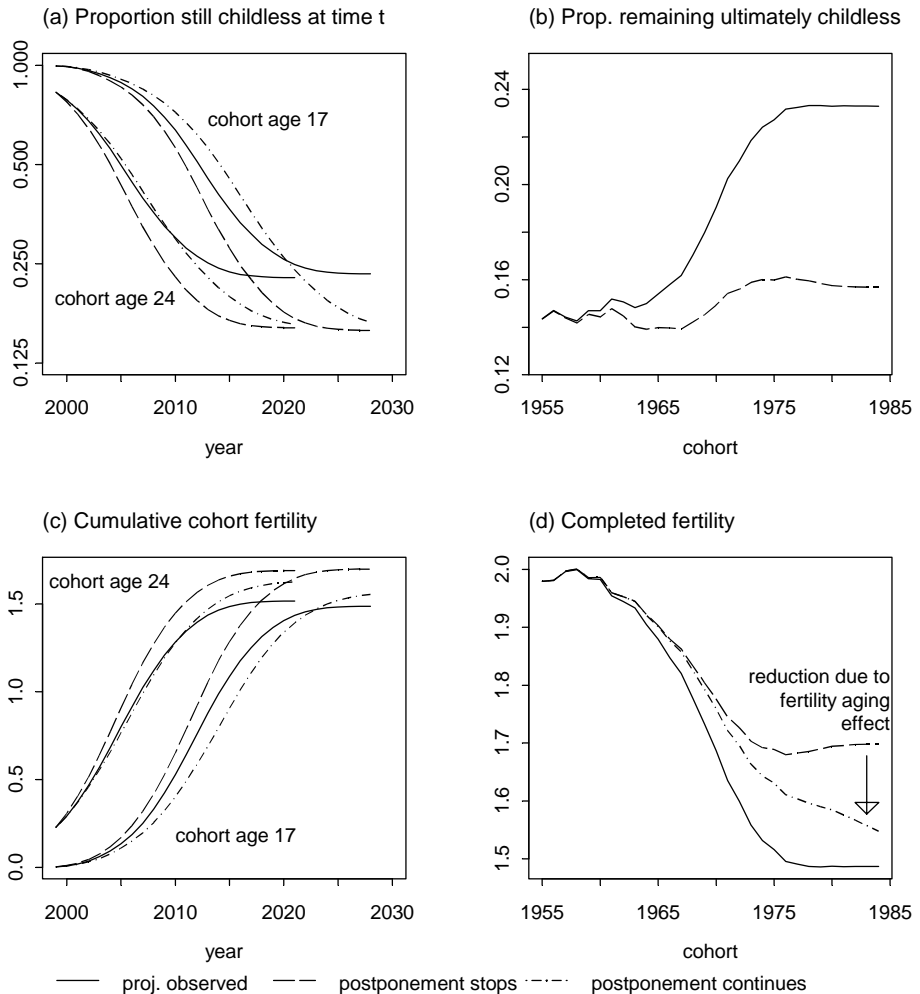 (a) Proportion still childless at time t
1.000
0.500
0.250
0.125
cohort age 17
cohort age 24
2000 2010 2020 2030
year
(b) Prop. remaining ultimately childless
0.24
0.20
0.16
0.12
1955 1965 1975 1985
cohort
(c) Cumulative cohort fertility
1.5
1.0
0.5
0.0
cohort age 24
cohort age 17
2000 2010 2020 2030
year
(d) Completed fertility
2.0
1.9
1.8
1.7
1.6
1.5
reduction due to
fertility aging
effect
1955 1965 1975 1985
cohort
proj. observed postponement stops postponement continues